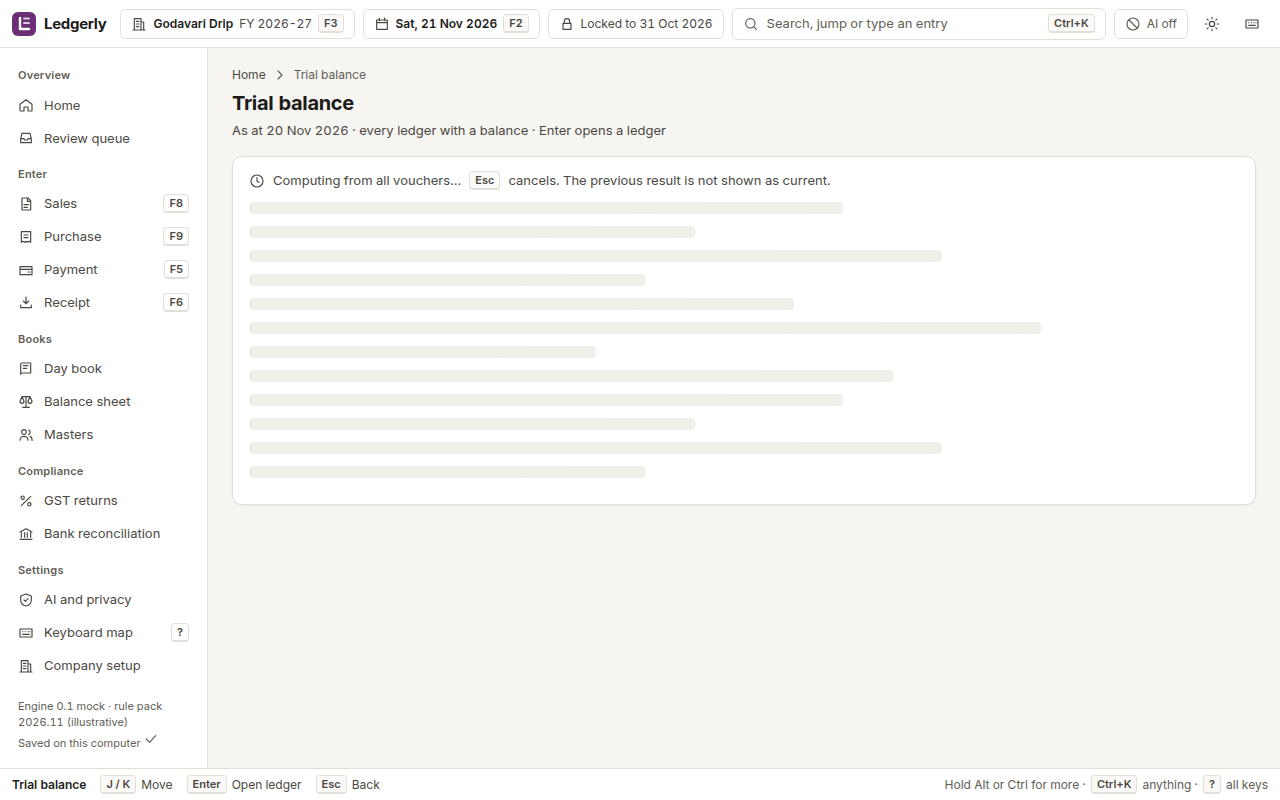 Ledgerly
Godavari Drip FY 2026-27 F3
Sat, 21 Nov 2026 F2
Locked to 31 Oct 2026
Search, jump or type an entry Ctrl+K
AI off
Overview
Home
Review queue
Enter
Sales F8
Purchase F9
Payment F5
Receipt F6
Books
Day book
Balance sheet
Masters
Compliance
GST returns
Bank reconciliation
Settings
AI and privacy
Keyboard map ?
Company setup
Engine 0.1 mock · rule pack
2026.11 (illustrative)
Saved on this computer
Home > Trial balance
Trial balance
As at 20 Nov 2026 · every ledger with a balance · Enter opens a ledger
Computing from all vouchers... Esc cancels. The previous result is not shown as current.
Trial balance J / K Move Enter Open ledger Esc Back
Hold Alt or Ctrl for more · Ctrl+K anything · ? all keys